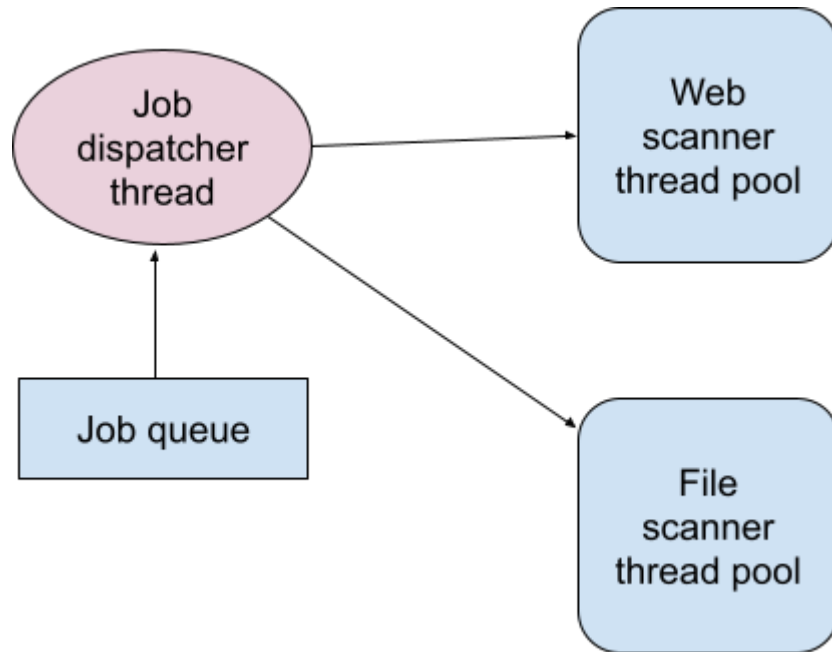 Job
dispatcher
thread
Web
scanner
thread pool
Job queue
File
scanner
thread pool